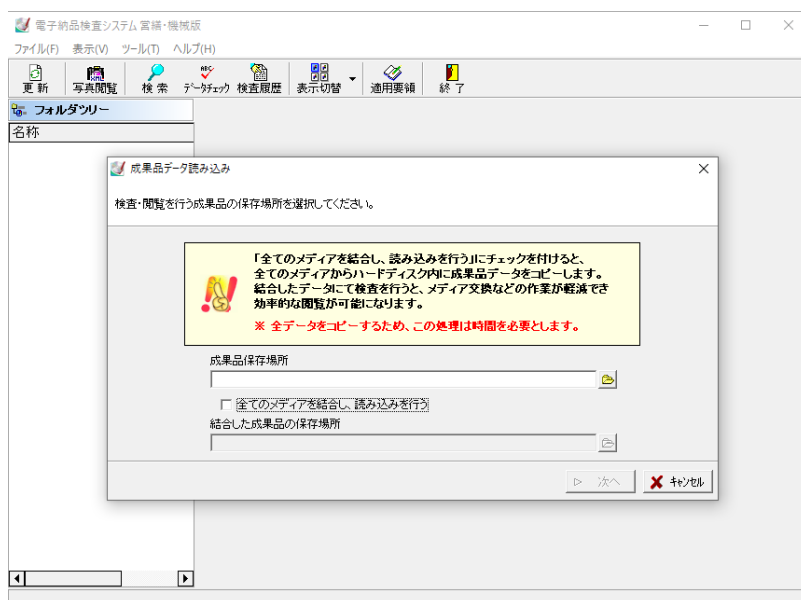 電子納品検査システム 営繕・機械版
ファイル(F) 表示(V) ツール(T) ヘルプ(H)
更 新 写真閲覧 検 索 ABC データチェック 検査履歴 表示切替 適用要領 終 了
フォルダツリー
名称
成果品データ読み込み
検査・閲覧を行う成果品の保存場所を選択してください。
「全てのメディアを結合し、読み込みを行う」にチェックを付けると、
全てのメディアからハードディスク内に成果品データをコピーします。
結合したデータにて検査を行うと、メディア交換などの作業が軽減でき
効率的な閲覧が可能になります。
※ 全データをコピーするため、この処理は時間を必要とします。
成果品保存場所
全てのメディアを結合し、読み込みを行う
結合した成果品の保存場所
次へ キャンセル